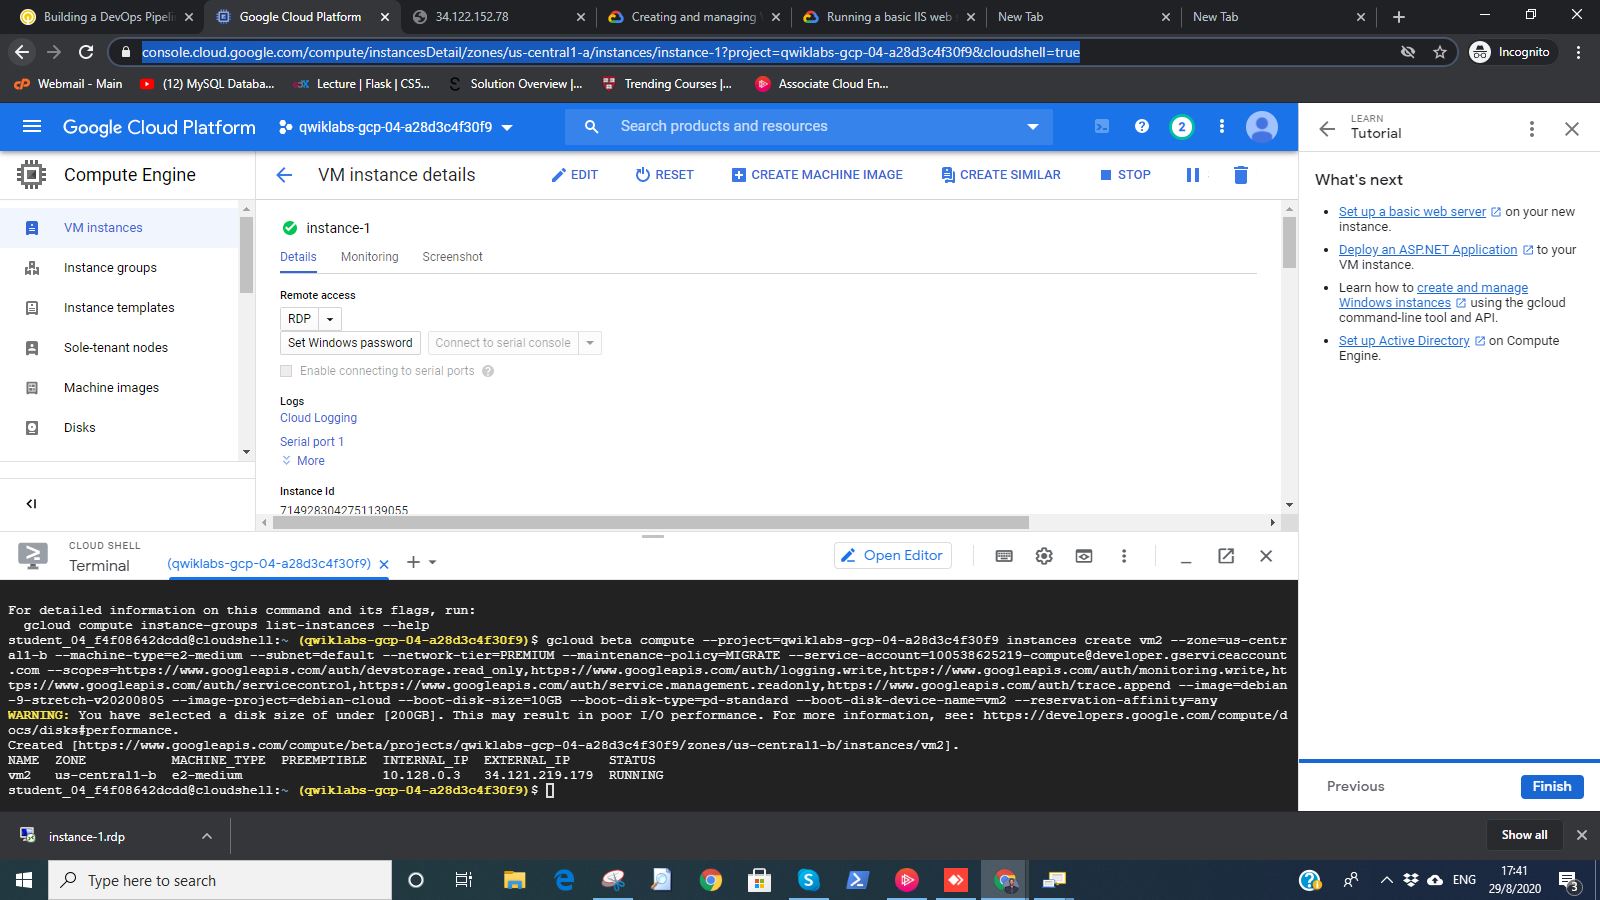 Building a DevOps Pipelin
Google Cloud Platform
34.122.152.78
Creating and managing
Running a basic IIS web
New Tab
New Tab
console.cloud.google.com/compute/instancesDetail/zones/us-central1-a/instances/instance-1?project=qwiklabs-gcp-04-a28d3c4f30f9&cloudshell=true
Incognito
Webmail - Main
(12) MySQL Databa...
Lecture | Flask | CS5...
Solution Overview |...
Trending Courses |...
Associate Cloud En...
Google Cloud Platform
qwiklabs-gcp-04-a28d3c4f30f9
Search products and resources
2
LEARN
Tutorial
Compute Engine
VM instance details
EDIT
RESET
CREATE MACHINE IMAGE
CREATE SIMILAR
STOP
VM instances
Instance groups
Instance templates
Sole-tenant nodes
Machine images
Disks
instance-1
Details
Monitoring
Screenshot
Remote access
RDP
Set Windows password
Connect to serial console
Enable connecting to serial ports
Logs
Cloud Logging
Serial port 1
More
Instance Id
7149283042751139055
What's next
Set up a basic web server on your new
instance.
Deploy an ASP.NET Application to your
VM instance.
Learn how to create and manage
Windows instances using the gcloud
command-line tool and API.
Set up Active Directory on Compute
Engine.
CLOUD SHELL
Terminal
(qwiklabs-gcp-04-a28d3c4f30f9)
Open Editor
For detailed information on this command and its flags, run:
gcloud compute instance-groups list-instances --help
student_04_f4f08642dcdd@cloudshell:~ (qwiklabs-gcp-04-a28d3c4f30f9)$ gcloud beta compute --project=qwiklabs-gcp-04-a28d3c4f30f9 instances create vm2 --zone=us-centr
al1-b --machine-type=e2-medium --subnet=default --network-tier=PREMIUM --maintenance-policy=MIGRATE --service-account=100538625219-compute@developer.gserviceaccount
.com --scopes=https://www.googleapis.com/auth/devstorage.read_only,https://www.googleapis.com/auth/logging.write,https://www.googleapis.com/auth/monitoring.write,ht
tps://www.googleapis.com/auth/servicecontrol,https://www.googleapis.com/auth/service.management.readonly,https://www.googleapis.com/auth/trace.append --image=debian
-9-stretch-v20200805 --image-project=debian-cloud --boot-disk-size=10GB --boot-disk-type=pd-standard --boot-disk-device-name=vm2 --reservation-affinity=any
WARNING: You have selected a disk size of under [200GB]. This may result in poor I/O performance. For more information, see: https://developers.google.com/compute/d
ocs/disks#performance.
Created [https://www.googleapis.com/compute/beta/projects/qwiklabs-gcp-04-a28d3c4f30f9/zones/us-central1-b/instances/vm2].
NAME ZONE MACHINE_TYPE PREEMPTIBLE INTERNAL_IP EXTERNAL_IP STATUS
vm2 us-central1-b e2-medium 10.128.0.3 34.121.219.179 RUNNING
student_04_f4f08642dcdd@cloudshell:~ (qwiklabs-gcp-04-a28d3c4f30f9)$
Previous
Finish
instance-1.rdp
Show all
Type here to search
ENG
17:41
29/8/2020
3